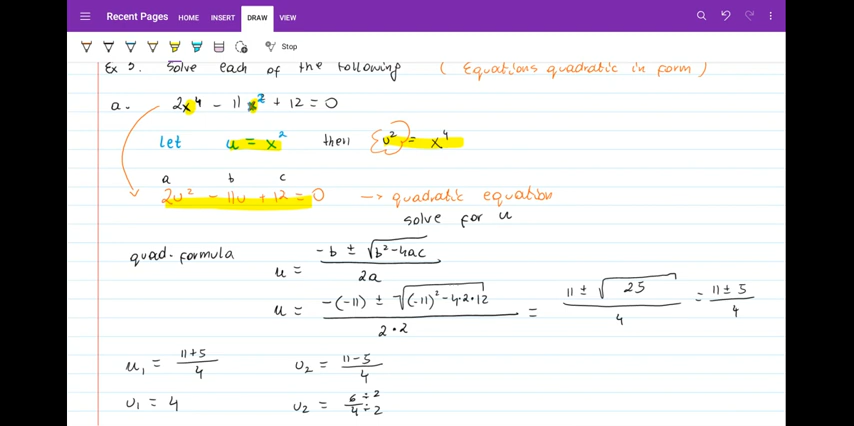 Recent Pages HOME INSERT DRAW VIEW
Stop
Ex 5. Solve each of the following (Equations quadratic in form)
a. 2x⁴ - 11x² + 12 = 0
let u = x² then u² = x⁴
a b c
2u² - 11u + 12 = 0 → quadratic equation
solve for u
quad. formula u = (-b ± √(b² - 4ac)) / 2a
u = (-(-11) ± √((-11)² - 4·2·12)) / 2·2 = (11 ± √25) / 4 = (11 ± 5) / 4
u₁ = (11+5) / 4 u₂ = (11-5) / 4
u₁ = 4 u₂ = (6 ÷ 2) / (4 ÷ 2)